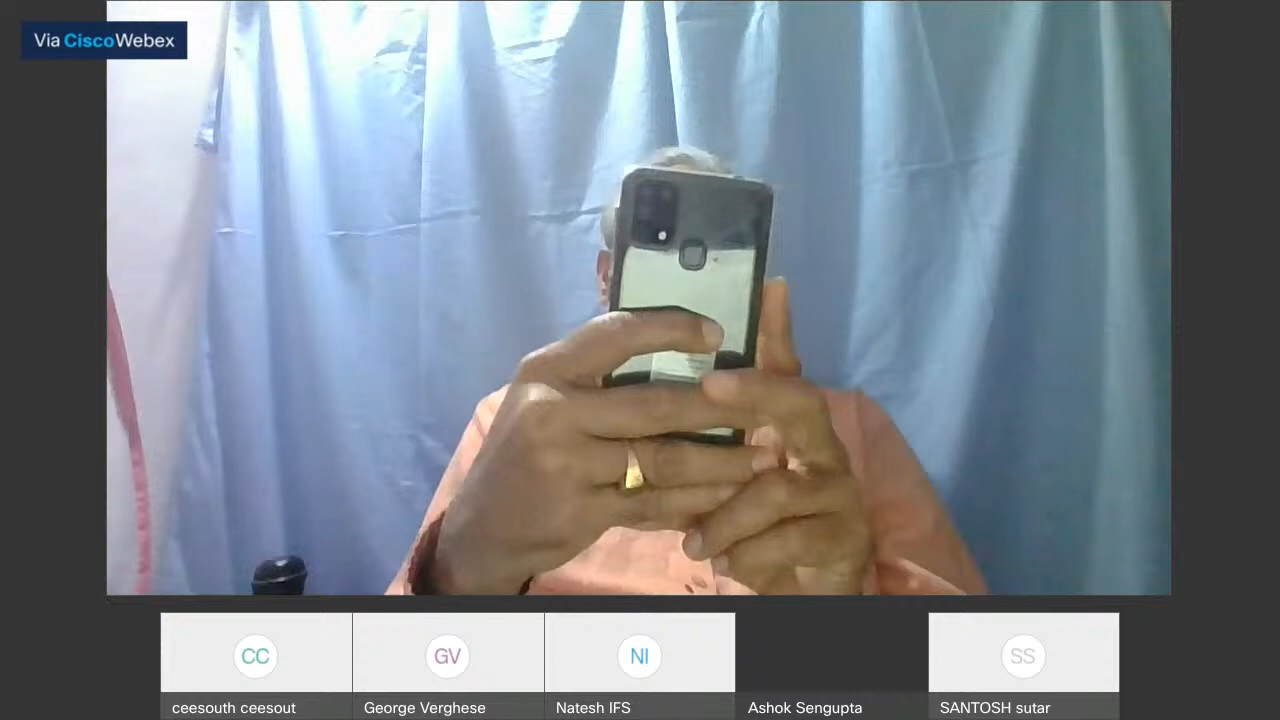 Via CiscoWebex
CC
GV
NI
SS
ceesouth ceesout
George Verghese
Natesh IFS
Ashok Sengupta
SANTOSH sutar